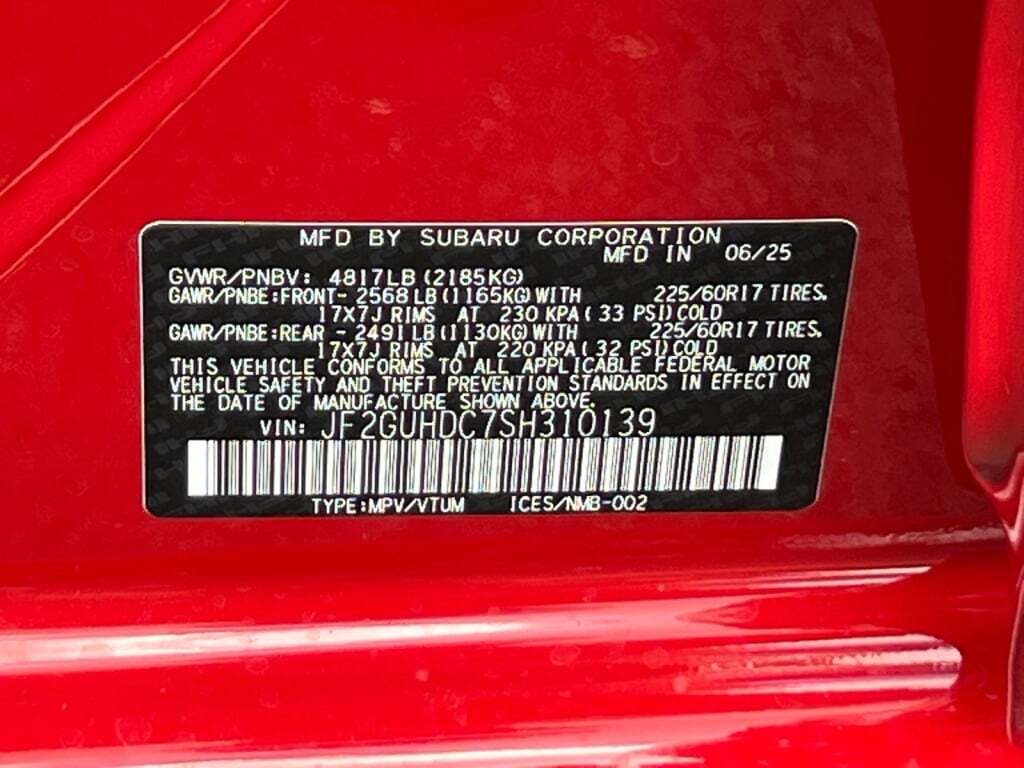 MFD BY SUBARU CORPORATION
MFD IN 06/25
GVWR/PNBV: 4817LB (2185KG)
GAWR/PNBE:FRONT- 2568 LB (1165KG) WITH 225/60R17 TIRES.
17X7J RIMS AT 230 KPA ( 33 PSI) COLD
GAWR/PNBE:REAR - 2491 LB (1130KG) WITH 225/60R17 TIRES.
17X7J RIMS AT 220 KPA ( 32 PSI) COLD
THIS VEHICLE CONFORMS TO ALL APPLICABLE FEDERAL MOTOR
VEHICLE SAFETY AND THEFT PREVENTION STANDARDS IN EFFECT ON
THE DATE OF MANUFACTURE SHOWN ABOVE.
VIN: JF2GUHDC7SH310139
TYPE:MPV/VTUM ICES/NMB-002